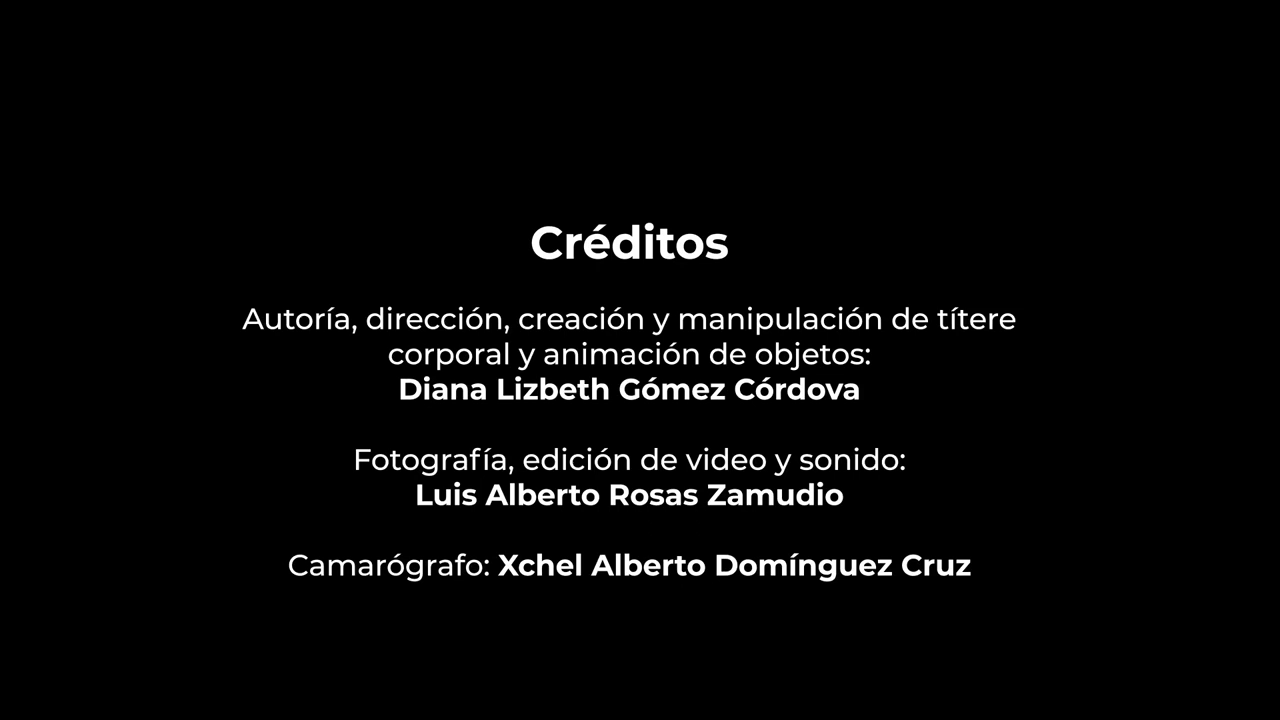 Créditos
Autoría, dirección, creación y manipulación de títere
corporal y animación de objetos:
Diana Lizbeth Gómez Córdova
Fotografía, edición de video y sonido:
Luis Alberto Rosas Zamudio
Camarógrafo: Xchel Alberto Domínguez Cruz